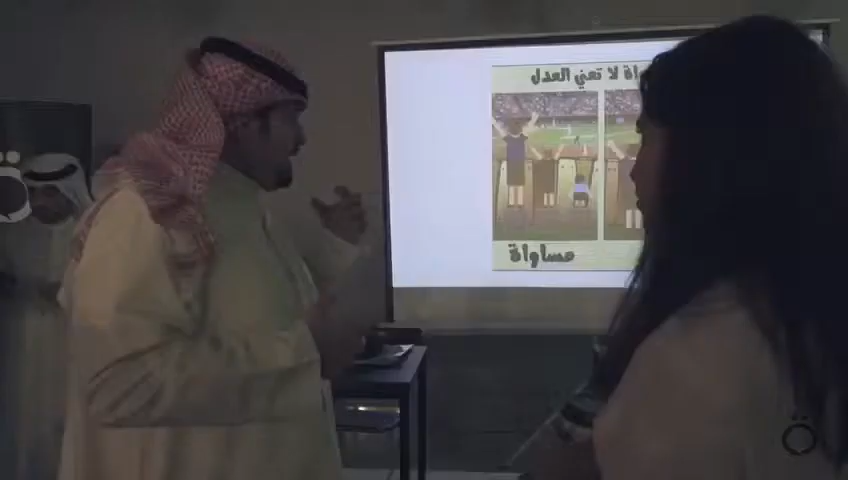 لا تعني العدل
مساواة